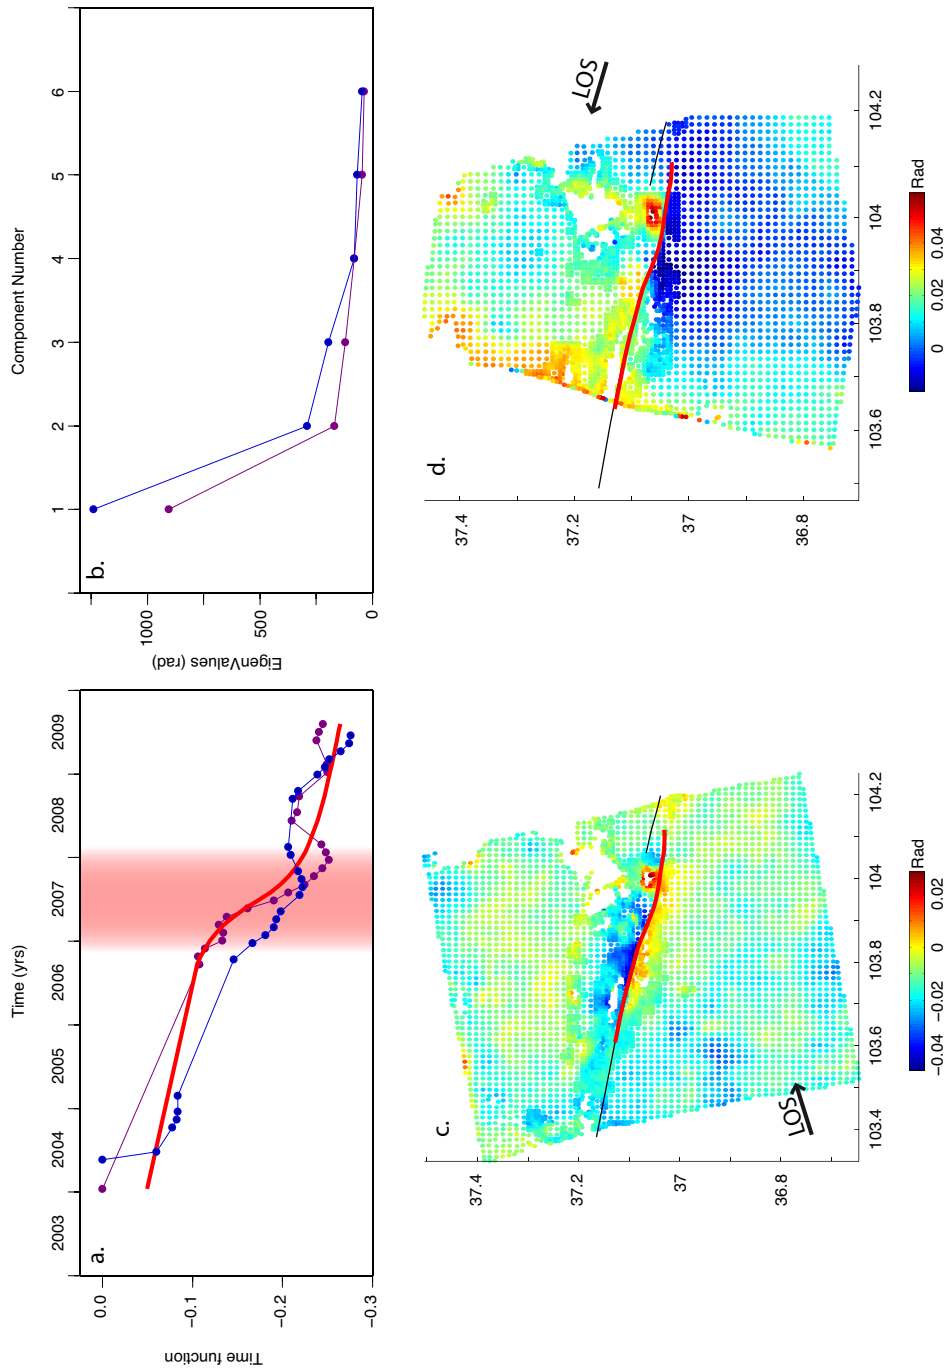 a.
Time (yrs)
2003 2004 2005 2006 2007 2008 2009
Time function
0.0
−0.1
−0.2
−0.3
b.
Component Number
1 2 3 4 5 6
EigenValues (rad)
1000
500
0
c.
LOS
37.4
37.2
37
36.8
103.4 103.6 103.8 104 104.2
Rad
−0.04 −0.02 0 0.02
d.
LOS
37.4
37.2
37
36.8
103.6 103.8 104 104.2
Rad
0 0.04